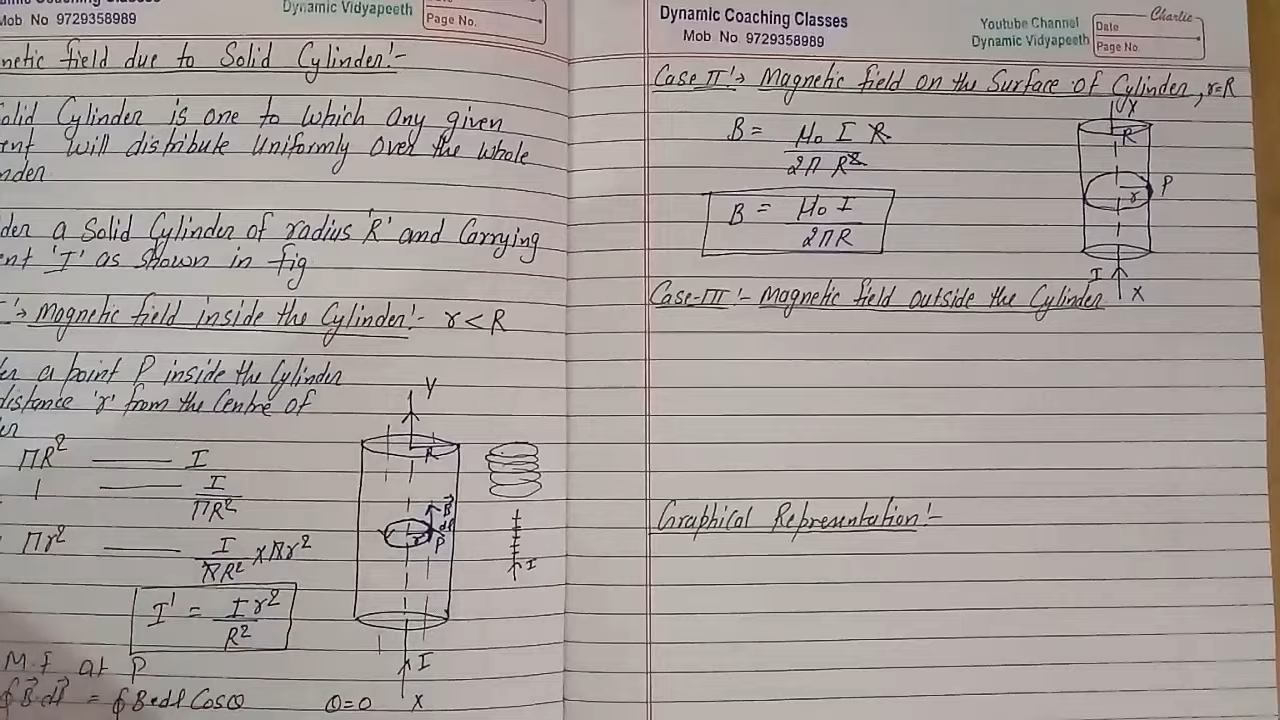 Mob No 9729358989
Dynamic Vidyapeeth
Page No.
netic field due to Solid Cylinder :-
olid Cylinder is one to which any given
ent will distribute Uniformly over the whole
nder
der a Solid Cylinder of radius 'R' and Carrying
ent 'I' as shown in fig
Magnetic field inside the Cylinder :- r < R
er a point P inside the Cylinder
distance 'r' from the Centre of
er
ΠR² —— I
1 —— I/ΠR²
Πr² —— I/ΠR² × Πr²
I' = Ir²/R²
M.F at P
∮B.dl = ∮B.dl Cosθ θ=0
Y
R
B
dl
r
P
I
X
I
Dynamic Coaching Classes
Mob No. 9729358989
Youtube Channel
Dynamic Vidyapeeth
Charlie
Date
Page No.
Case II :→ Magnetic field on the Surface of Cylinder, r=R
B = μ₀ I R / 2Π R²
B = μ₀ I / 2ΠR
Y
R
P
r
I
X
Case-III :- Magnetic field outside the Cylinder
Graphical Representation :-